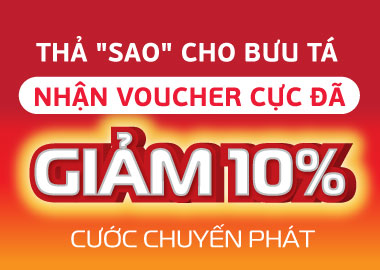 THẢ "SAO" CHO BƯU TÁ
NHẬN VOUCHER CỰC ĐÃ
GIẢM 10%
CƯỚC CHUYỂN PHÁT